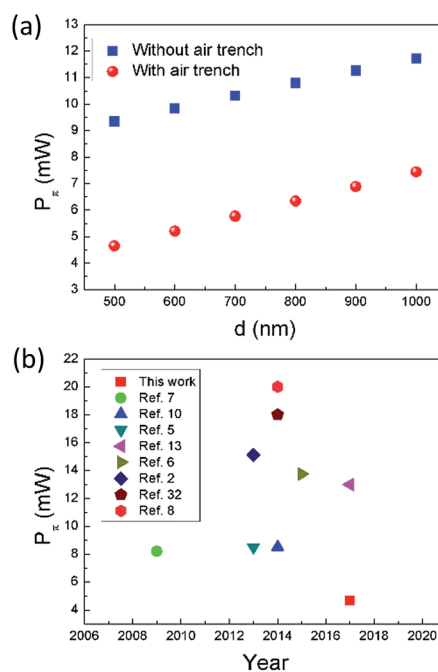 (a)
13
12
11
10
9
8
7
6
5
4
3
Pπ (mW)
Without air trench
With air trench
500 600 700 800 900 1000
d (nm)
(b)
22
20
18
16
14
12
10
8
6
4
Pπ (mW)
This work
Ref. 7
Ref. 10
Ref. 5
Ref. 13
Ref. 6
Ref. 2
Ref. 32
Ref. 8
2006 2008 2010 2012 2014 2016 2018 2020
Year